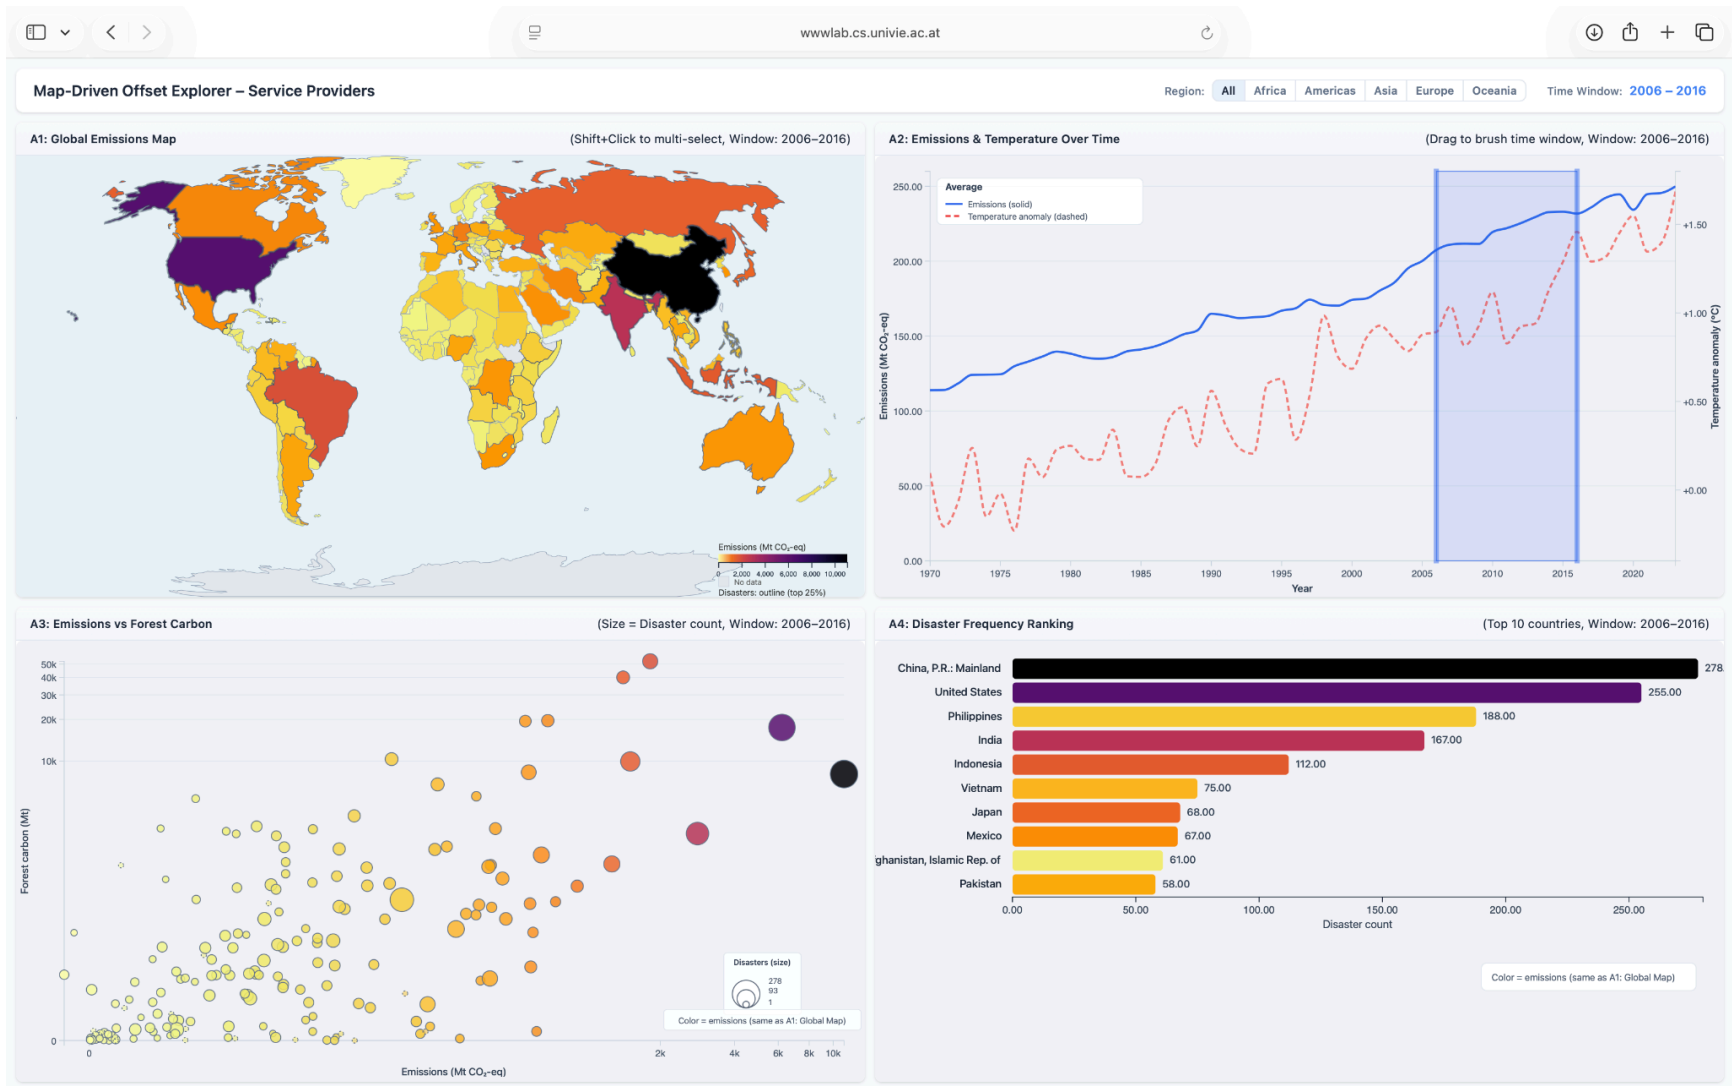 wwwlab.cs.univie.ac.at
Map-Driven Offset Explorer – Service Providers
Region: All Africa Americas Asia Europe Oceania Time Window: 2006 – 2016
A1: Global Emissions Map (Shift+Click to multi-select, Window: 2006–2016)
Emissions (Mt CO₂-eq)
0 2,000 4,000 6,000 8,000 10,000
No data
Disasters: outline (top 25%)
A2: Emissions & Temperature Over Time (Drag to brush time window, Window: 2006–2016)
Average
Emissions (solid)
Temperature anomaly (dashed)
250.00
200.00
150.00
100.00
50.00
0.00
Emissions (Mt CO₂-eq)
+1.50
+1.00
+0.50
+0.00
Temperature anomaly (°C)
1970 1975 1980 1985 1990 1995 2000 2005 2010 2015 2020
Year
A3: Emissions vs Forest Carbon (Size = Disaster count, Window: 2006–2016)
50k
40k
30k
20k
10k
0
Forest carbon (Mt)
Disasters (size)
278
93
1
Color = emissions (same as A1: Global Map)
0 2k 4k 6k 8k 10k
Emissions (Mt CO₂-eq)
A4: Disaster Frequency Ranking (Top 10 countries, Window: 2006–2016)
China, P.R.: Mainland 278.
United States 255.00
Philippines 188.00
India 167.00
Indonesia 112.00
Vietnam 75.00
Japan 68.00
Mexico 67.00
ghanistan, Islamic Rep. of 61.00
Pakistan 58.00
0.00 50.00 100.00 150.00 200.00 250.00
Disaster count
Color = emissions (same as A1: Global Map)